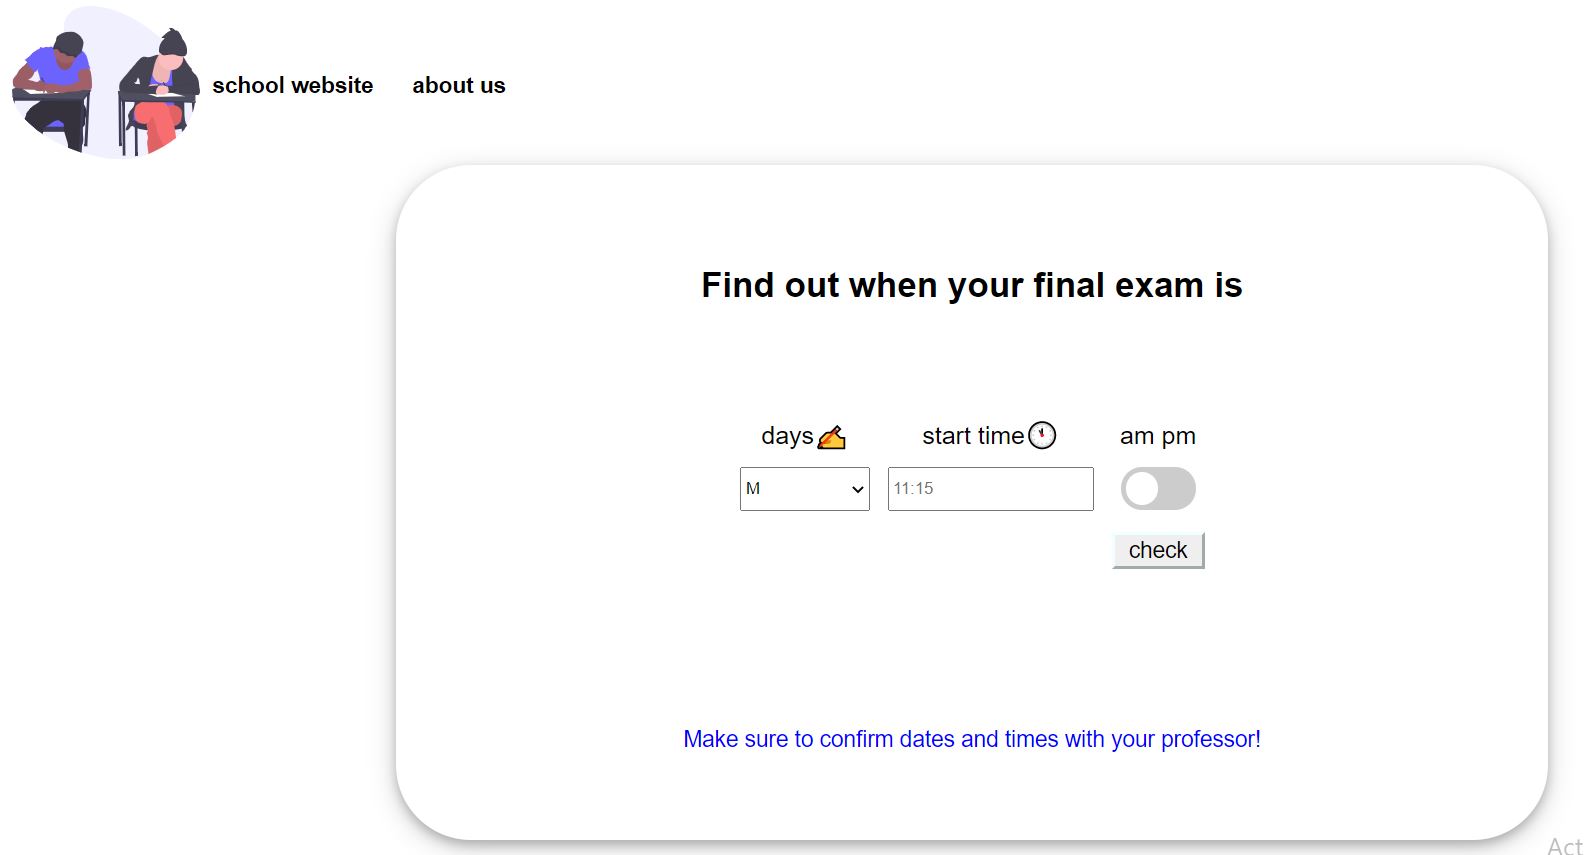 school website about us
Find out when your final exam is
days✍ start time🕚 am pm
M 11:15
check
Make sure to confirm dates and times with your professor!
Act